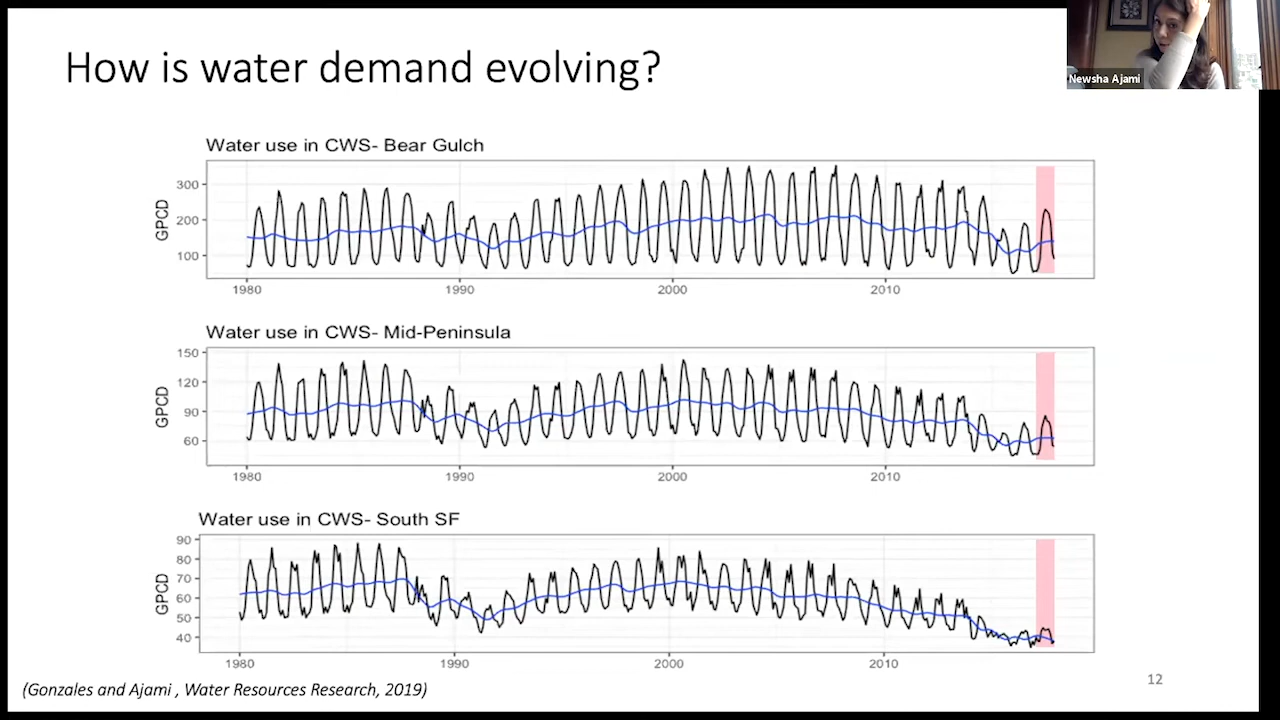 How is water demand evolving?
Newsha Ajami
Water use in CWS- Bear Gulch
GPCD
300
200
100
1980 1990 2000 2010
Water use in CWS- Mid-Peninsula
GPCD
150
120
90
60
1980 1990 2000 2010
Water use in CWS- South SF
GPCD
90
80
70
60
50
40
1980 1990 2000 2010
(Gonzales and Ajami , Water Resources Research, 2019)
12